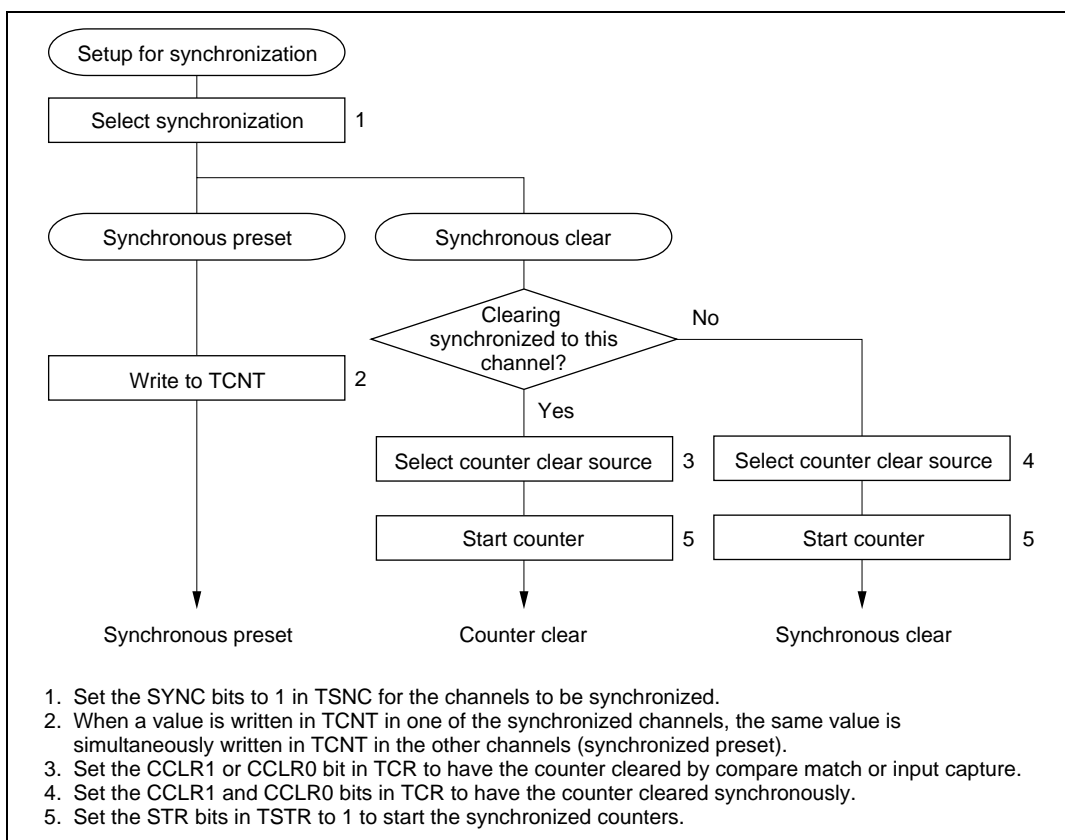 Setup for synchronization
Select synchronization 1
Synchronous preset
Synchronous clear
Clearing
synchronized to this
channel?
No
Write to TCNT 2
Yes
Select counter clear source 3
Select counter clear source 4
Start counter 5
Start counter 5
Synchronous preset
Counter clear
Synchronous clear
1. Set the SYNC bits to 1 in TSNC for the channels to be synchronized.
2. When a value is written in TCNT in one of the synchronized channels, the same value is
simultaneously written in TCNT in the other channels (synchronized preset).
3. Set the CCLR1 or CCLR0 bit in TCR to have the counter cleared by compare match or input capture.
4. Set the CCLR1 and CCLR0 bits in TCR to have the counter cleared synchronously.
5. Set the STR bits in TSTR to 1 to start the synchronized counters.